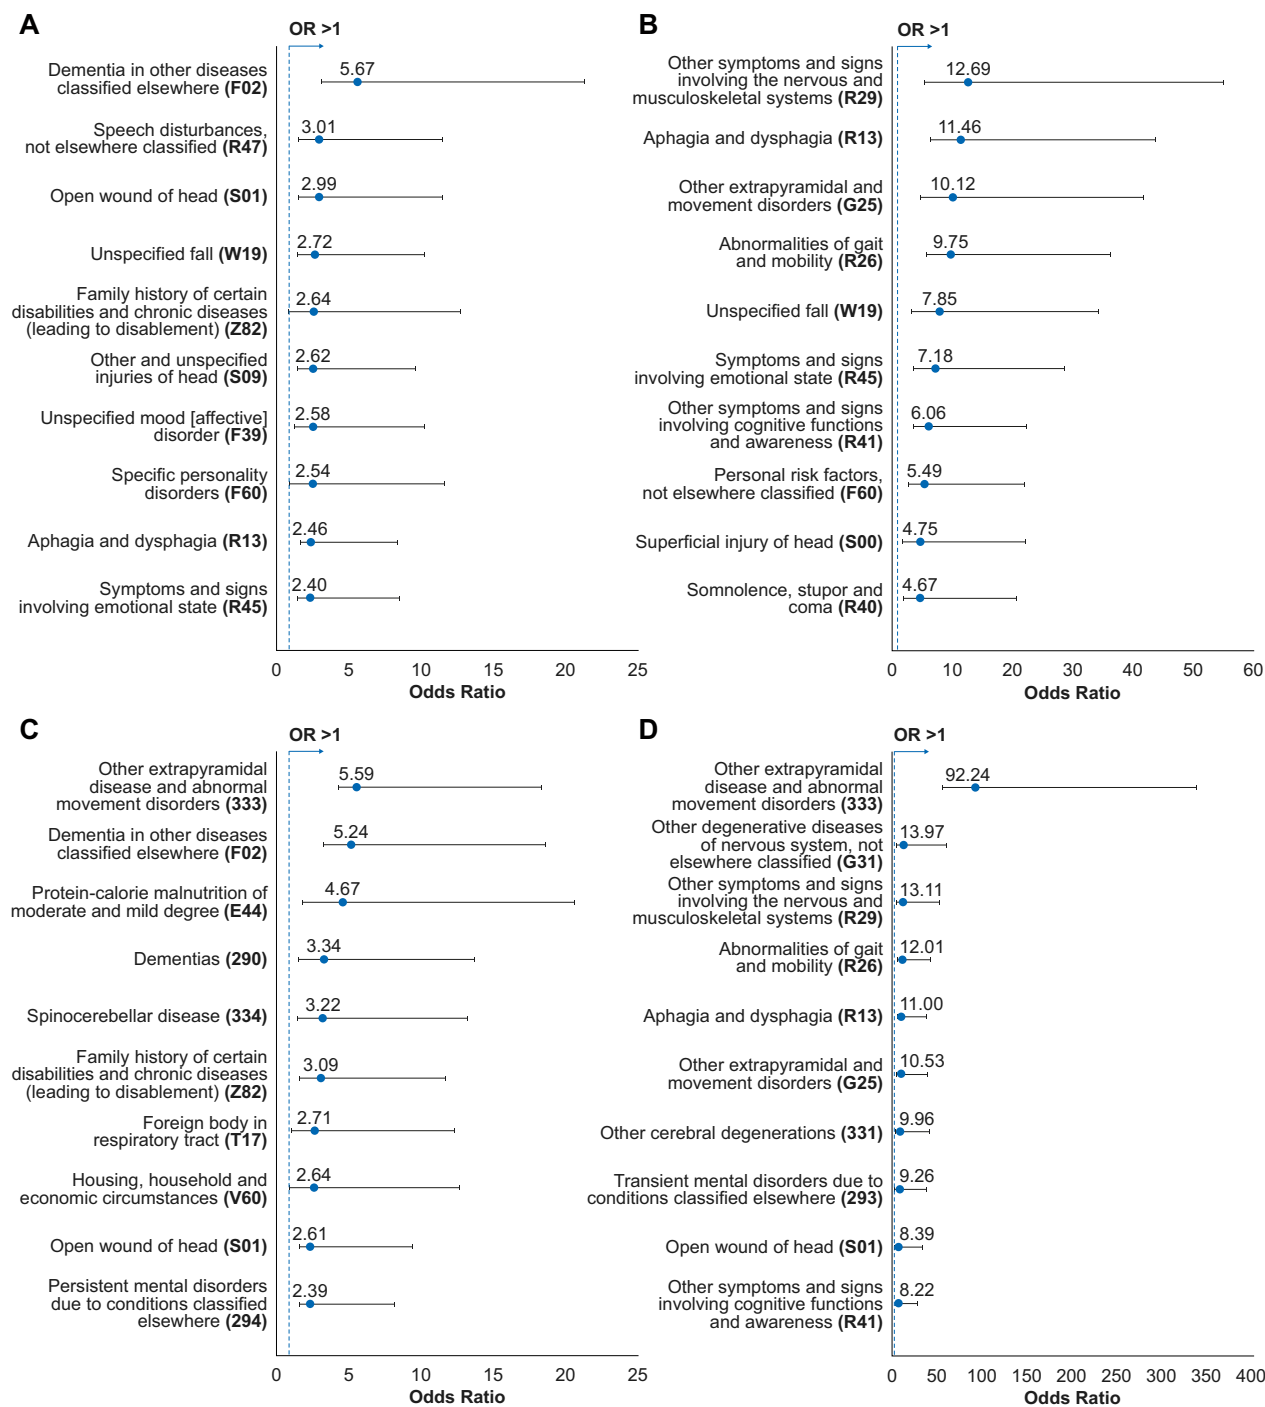 A
OR >1
Dementia in other diseases
classified elsewhere (F02)
5.67
Speech disturbances,
not elsewhere classified (R47)
3.01
Open wound of head (S01)
2.99
Unspecified fall (W19)
2.72
Family history of certain
disabilities and chronic diseases
(leading to disablement) (Z82)
2.64
Other and unspecified
injuries of head (S09)
2.62
Unspecified mood [affective]
disorder (F39)
2.58
Specific personality
disorders (F60)
2.54
Aphagia and dysphagia (R13)
2.46
Symptoms and signs
involving emotional state (R45)
2.40
0 5 10 15 20 25
Odds Ratio
B
OR >1
Other symptoms and signs
involving the nervous and
musculoskeletal systems (R29)
12.69
Aphagia and dysphagia (R13)
11.46
Other extrapyramidal and
movement disorders (G25)
10.12
Abnormalities of gait
and mobility (R26)
9.75
Unspecified fall (W19)
7.85
Symptoms and signs
involving emotional state (R45)
7.18
Other symptoms and signs
involving cognitive functions
and awareness (R41)
6.06
Personal risk factors,
not elsewhere classified (F60)
5.49
Superficial injury of head (S00)
4.75
Somnolence, stupor and
coma (R40)
4.67
0 10 20 30 40 50 60
Odds Ratio
C
OR >1
Other extrapyramidal
disease and abnormal
movement disorders (333)
5.59
Dementia in other diseases
classified elsewhere (F02)
5.24
Protein-calorie malnutrition of
moderate and mild degree (E44)
4.67
Dementias (290)
3.34
Spinocerebellar disease (334)
3.22
Family history of certain
disabilities and chronic diseases
(leading to disablement) (Z82)
3.09
Foreign body in
respiratory tract (T17)
2.71
Housing, household and
economic circumstances (V60)
2.64
Open wound of head (S01)
2.61
Persistent mental disorders
due to conditions classified
elsewhere (294)
2.39
0 5 10 15 20 25
Odds Ratio
D
OR >1
Other extrapyramidal
disease and abnormal
movement disorders (333)
92.24
Other degenerative diseases
of nervous system, not
elsewhere classified (G31)
13.97
Other symptoms and signs
involving the nervous and
musculoskeletal systems (R29)
13.11
Abnormalities of gait
and mobility (R26)
12.01
Aphagia and dysphagia (R13)
11.00
Other extrapyramidal and
movement disorders (G25)
10.53
Other cerebral degenerations (331)
9.96
Transient mental disorders due to
conditions classified elsewhere (293)
9.26
Open wound of head (S01)
8.39
Other symptoms and signs
involving cognitive functions
and awareness (R41)
8.22
0 50 100 150 200 250 300 350 400
Odds Ratio